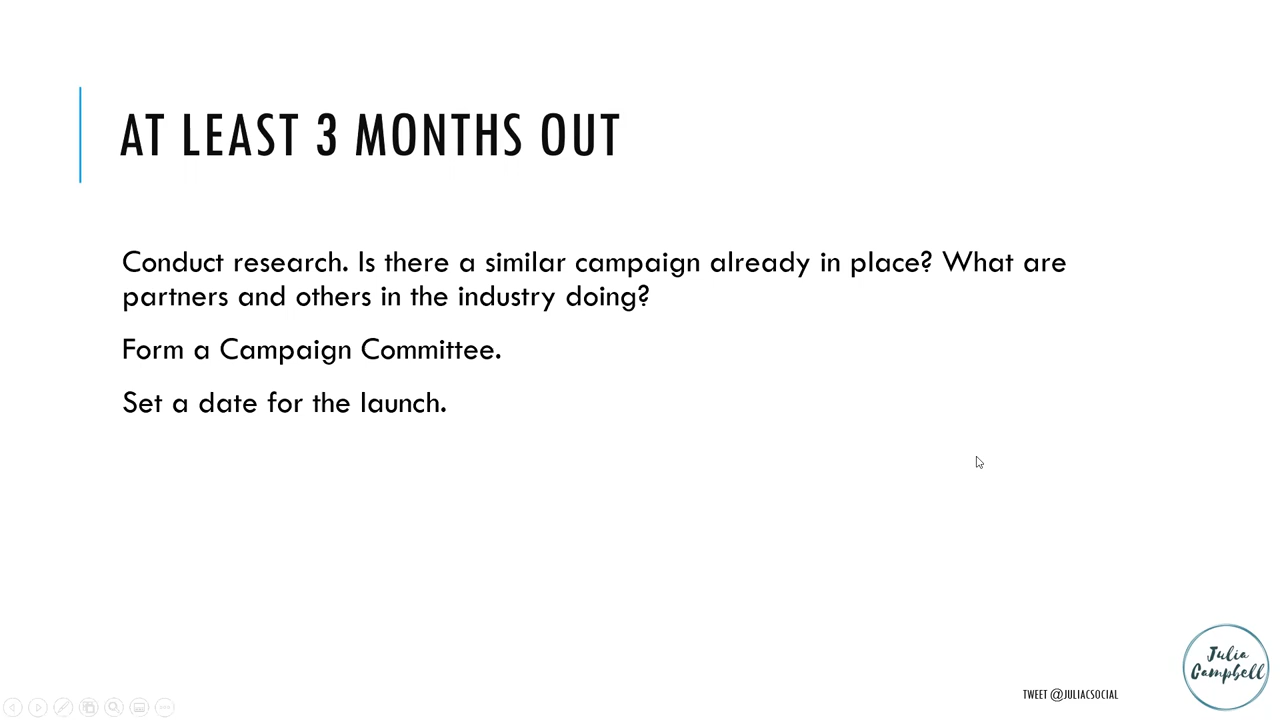 AT LEAST 3 MONTHS OUT
Conduct research. Is there a similar campaign already in place? What are
partners and others in the industry doing?
Form a Campaign Committee.
Set a date for the launch.
TWEET @JULIACSOCIAL
Julia
Campbell